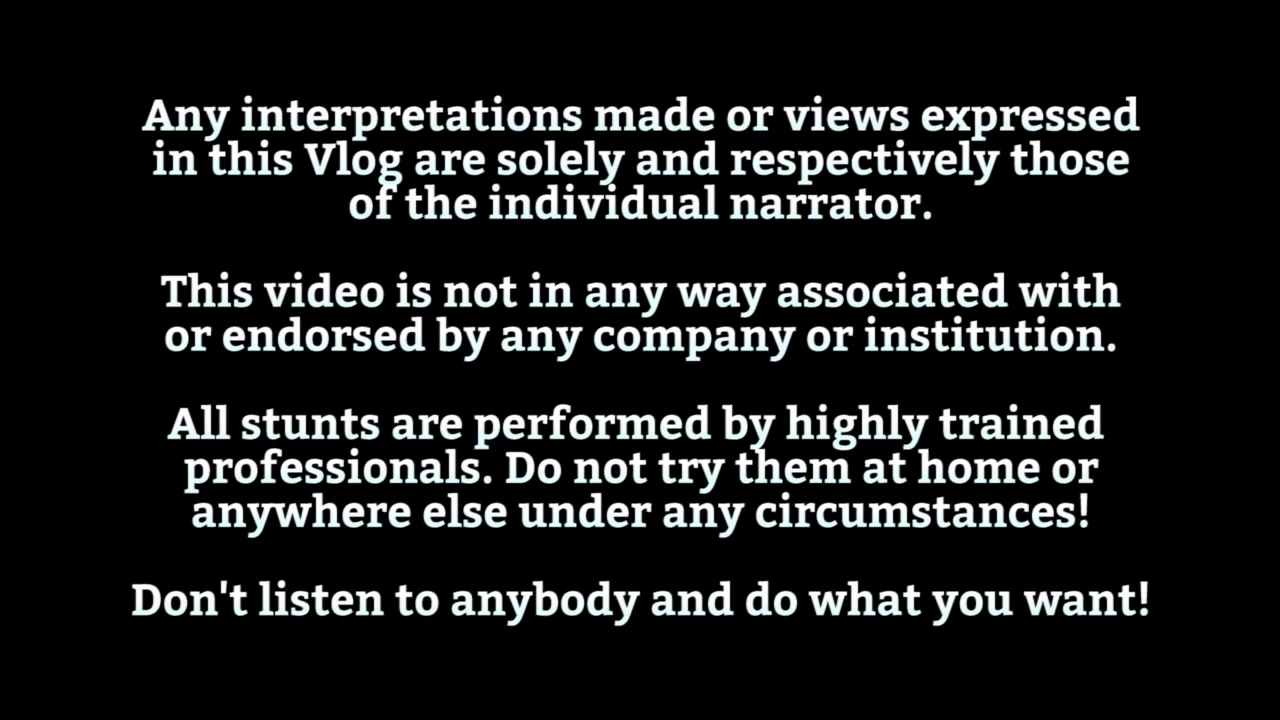 Any interpretations made or views expressed
in this Vlog are solely and respectively those
of the individual narrator.
This video is not in any way associated with
or endorsed by any company or institution.
All stunts are performed by highly trained
professionals. Do not try them at home or
anywhere else under any circumstances!
Don't listen to anybody and do what you want!